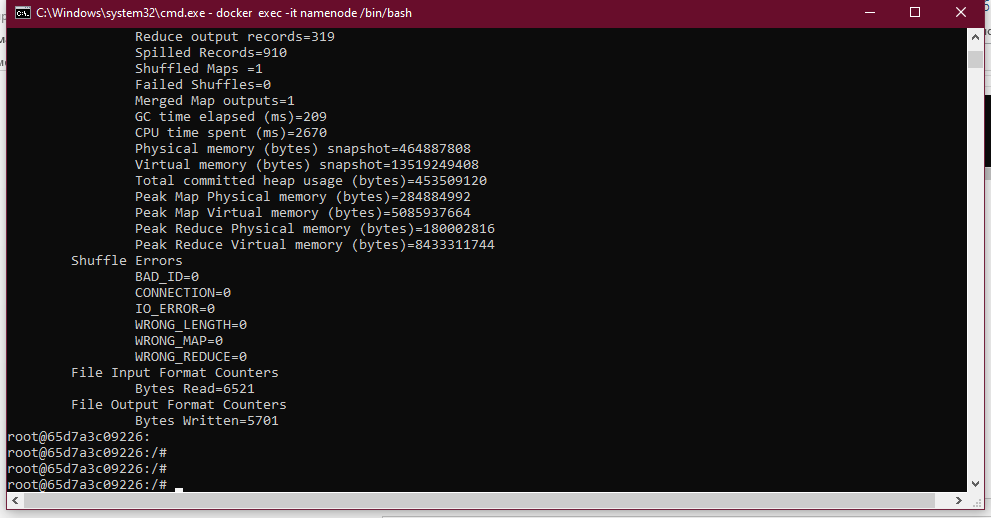 C:\Windows\system32\cmd.exe - docker  exec -it namenode /bin/bash
Reduce output records=319
Spilled Records=910
Shuffled Maps =1
Failed Shuffles=0
Merged Map outputs=1
GC time elapsed (ms)=209
CPU time spent (ms)=2670
Physical memory (bytes) snapshot=464887808
Virtual memory (bytes) snapshot=13519249408
Total committed heap usage (bytes)=453509120
Peak Map Physical memory (bytes)=284884992
Peak Map Virtual memory (bytes)=5085937664
Peak Reduce Physical memory (bytes)=180002816
Peak Reduce Virtual memory (bytes)=8433311744
Shuffle Errors
BAD_ID=0
CONNECTION=0
IO_ERROR=0
WRONG_LENGTH=0
WRONG_MAP=0
WRONG_REDUCE=0
File Input Format Counters
Bytes Read=6521
File Output Format Counters
Bytes Written=5701
root@65d7a3c09226:
root@65d7a3c09226:/#
root@65d7a3c09226:/#
root@65d7a3c09226:/#